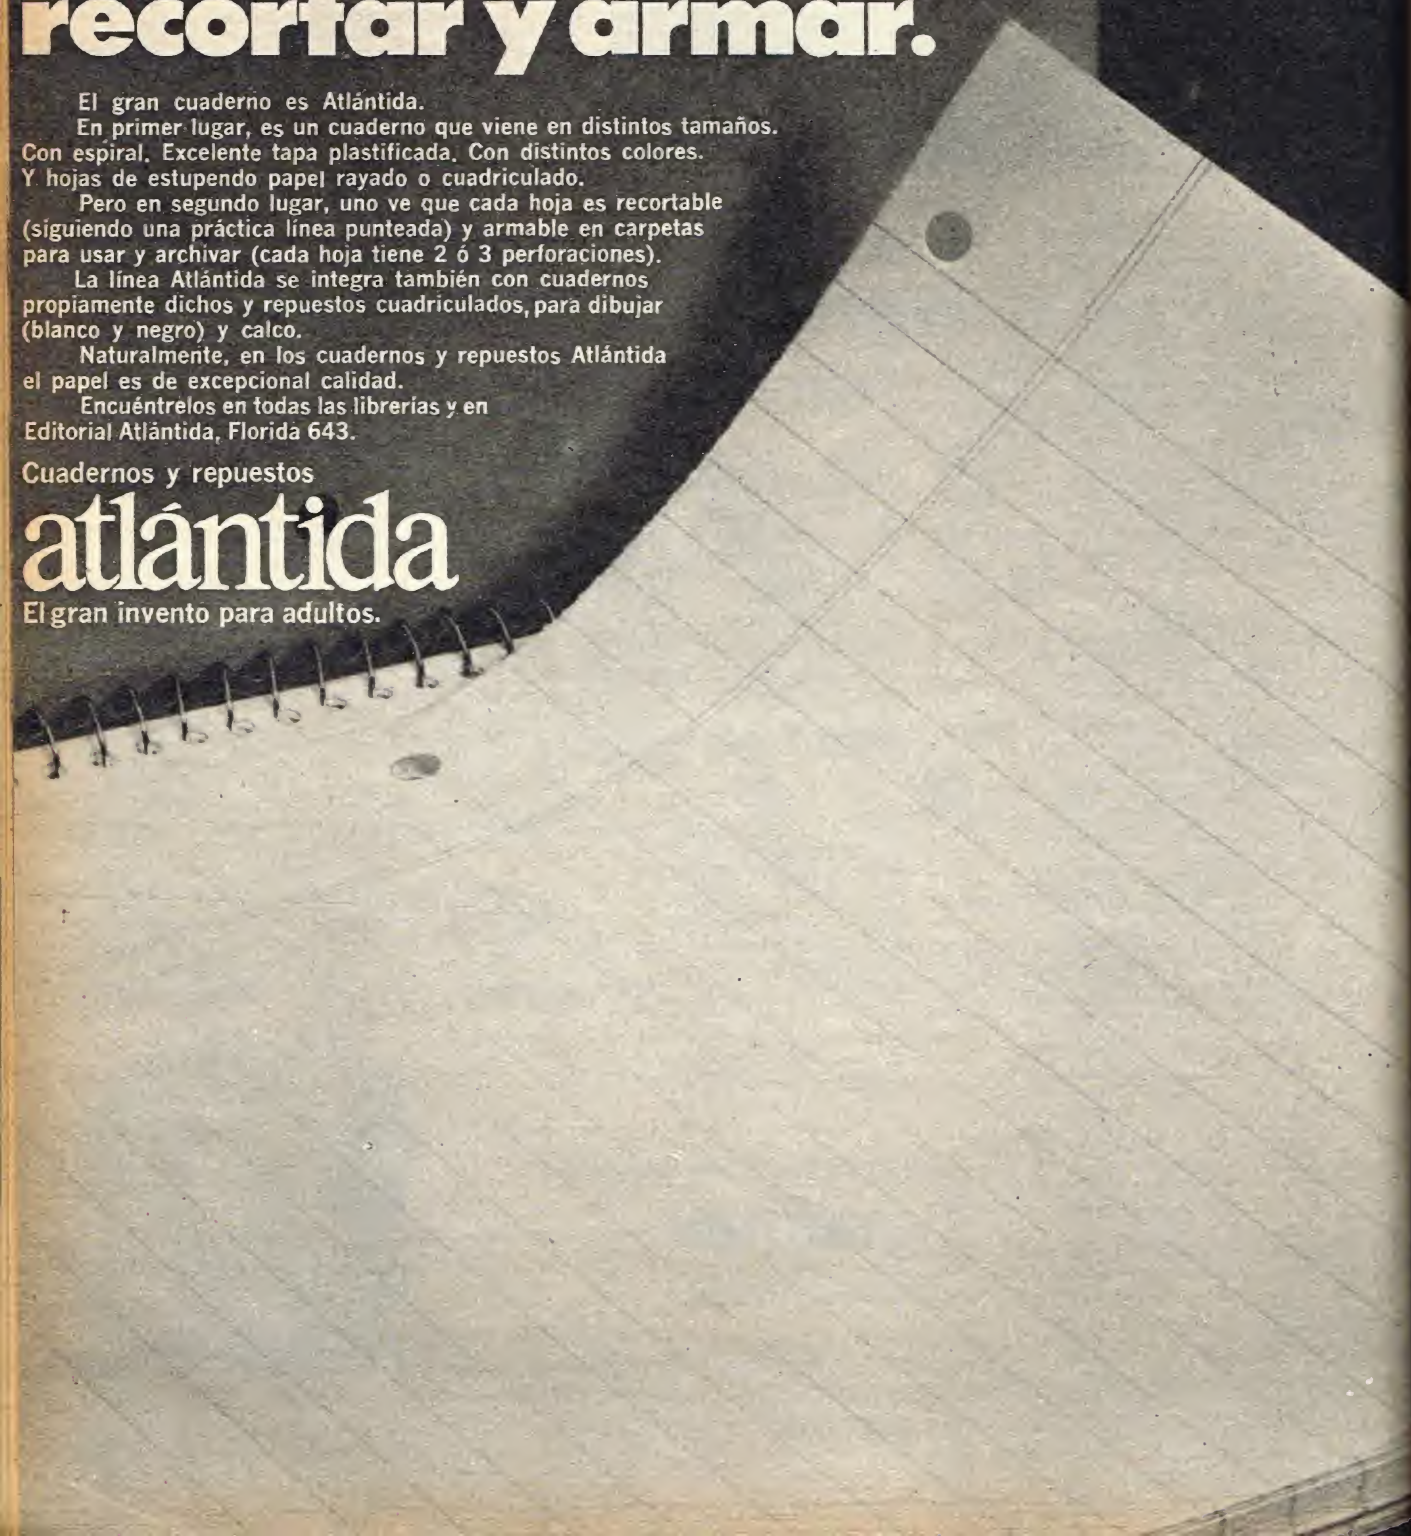 recortar y armar.
El gran cuaderno es Atlántida.
En primer lugar, es un cuaderno que viene en distintos tamaños.
Con espiral. Excelente tapa plastificada. Con distintos colores.
Y hojas de estupendo papel rayado o cuadriculado.
Pero en segundo lugar, uno ve que cada hoja es recortable
(siguiendo una práctica línea punteada) y armable en carpetas
para usar y archivar (cada hoja tiene 2 ó 3 perforaciones).
La línea Atlántida se integra también con cuadernos
propiamente dichos y repuestos cuadriculados, para dibujar
(blanco y negro) y calco.
Naturalmente, en los cuadernos y repuestos Atlántida
el papel es de excepcional calidad.
Encuéntrelos en todas las librerías y en
Editorial Atlántida, Florida 643.
Cuadernos y repuestos
atlántida
El gran invento para adultos.